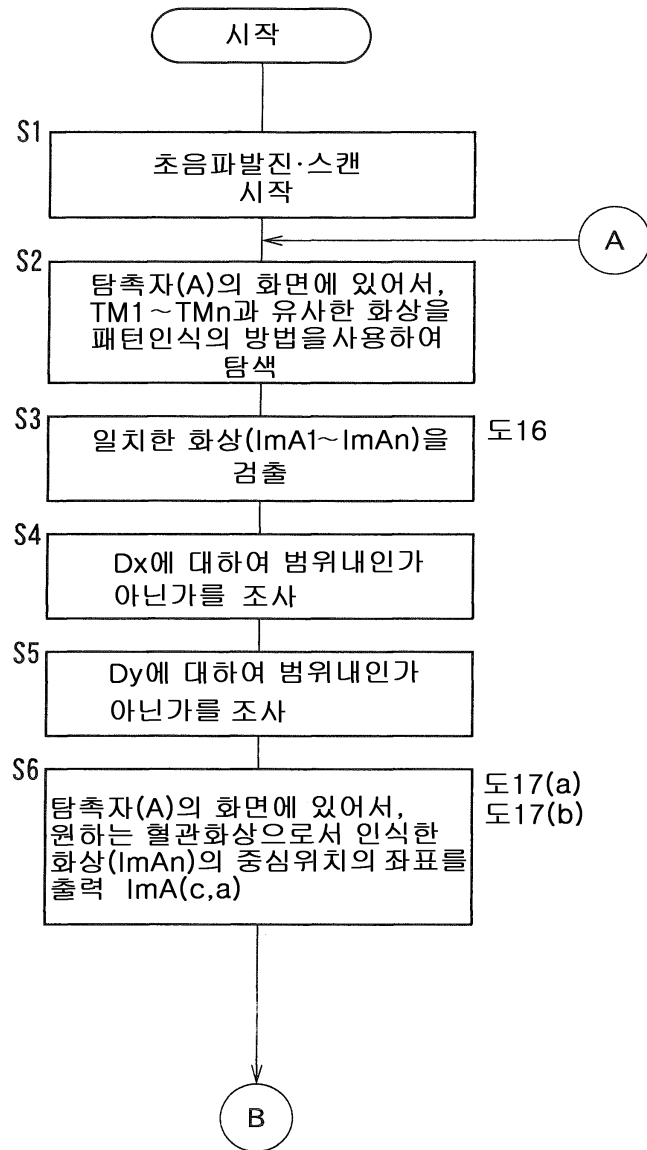 시작
S1
초음파발진·스캔
시작
A
S2
탐촉자(A)의 화면에 있어서,
TM1~TMn과 유사한 화상을
패턴인식의 방법을사용하여
탐색
S3
일치한 화상(ImA1~ImAn)을
검출
도16
S4
Dx에 대하여 범위내인가
아닌가를 조사
S5
Dy에 대하여 범위내인가
아닌가를 조사
S6
탐촉자(A)의 화면에 있어서,
원하는 혈관화상으로서 인식한
화상(ImAn)의 중심위치의 좌표를
출력 ImA(c,a)
도17(a)
도17(b)
B